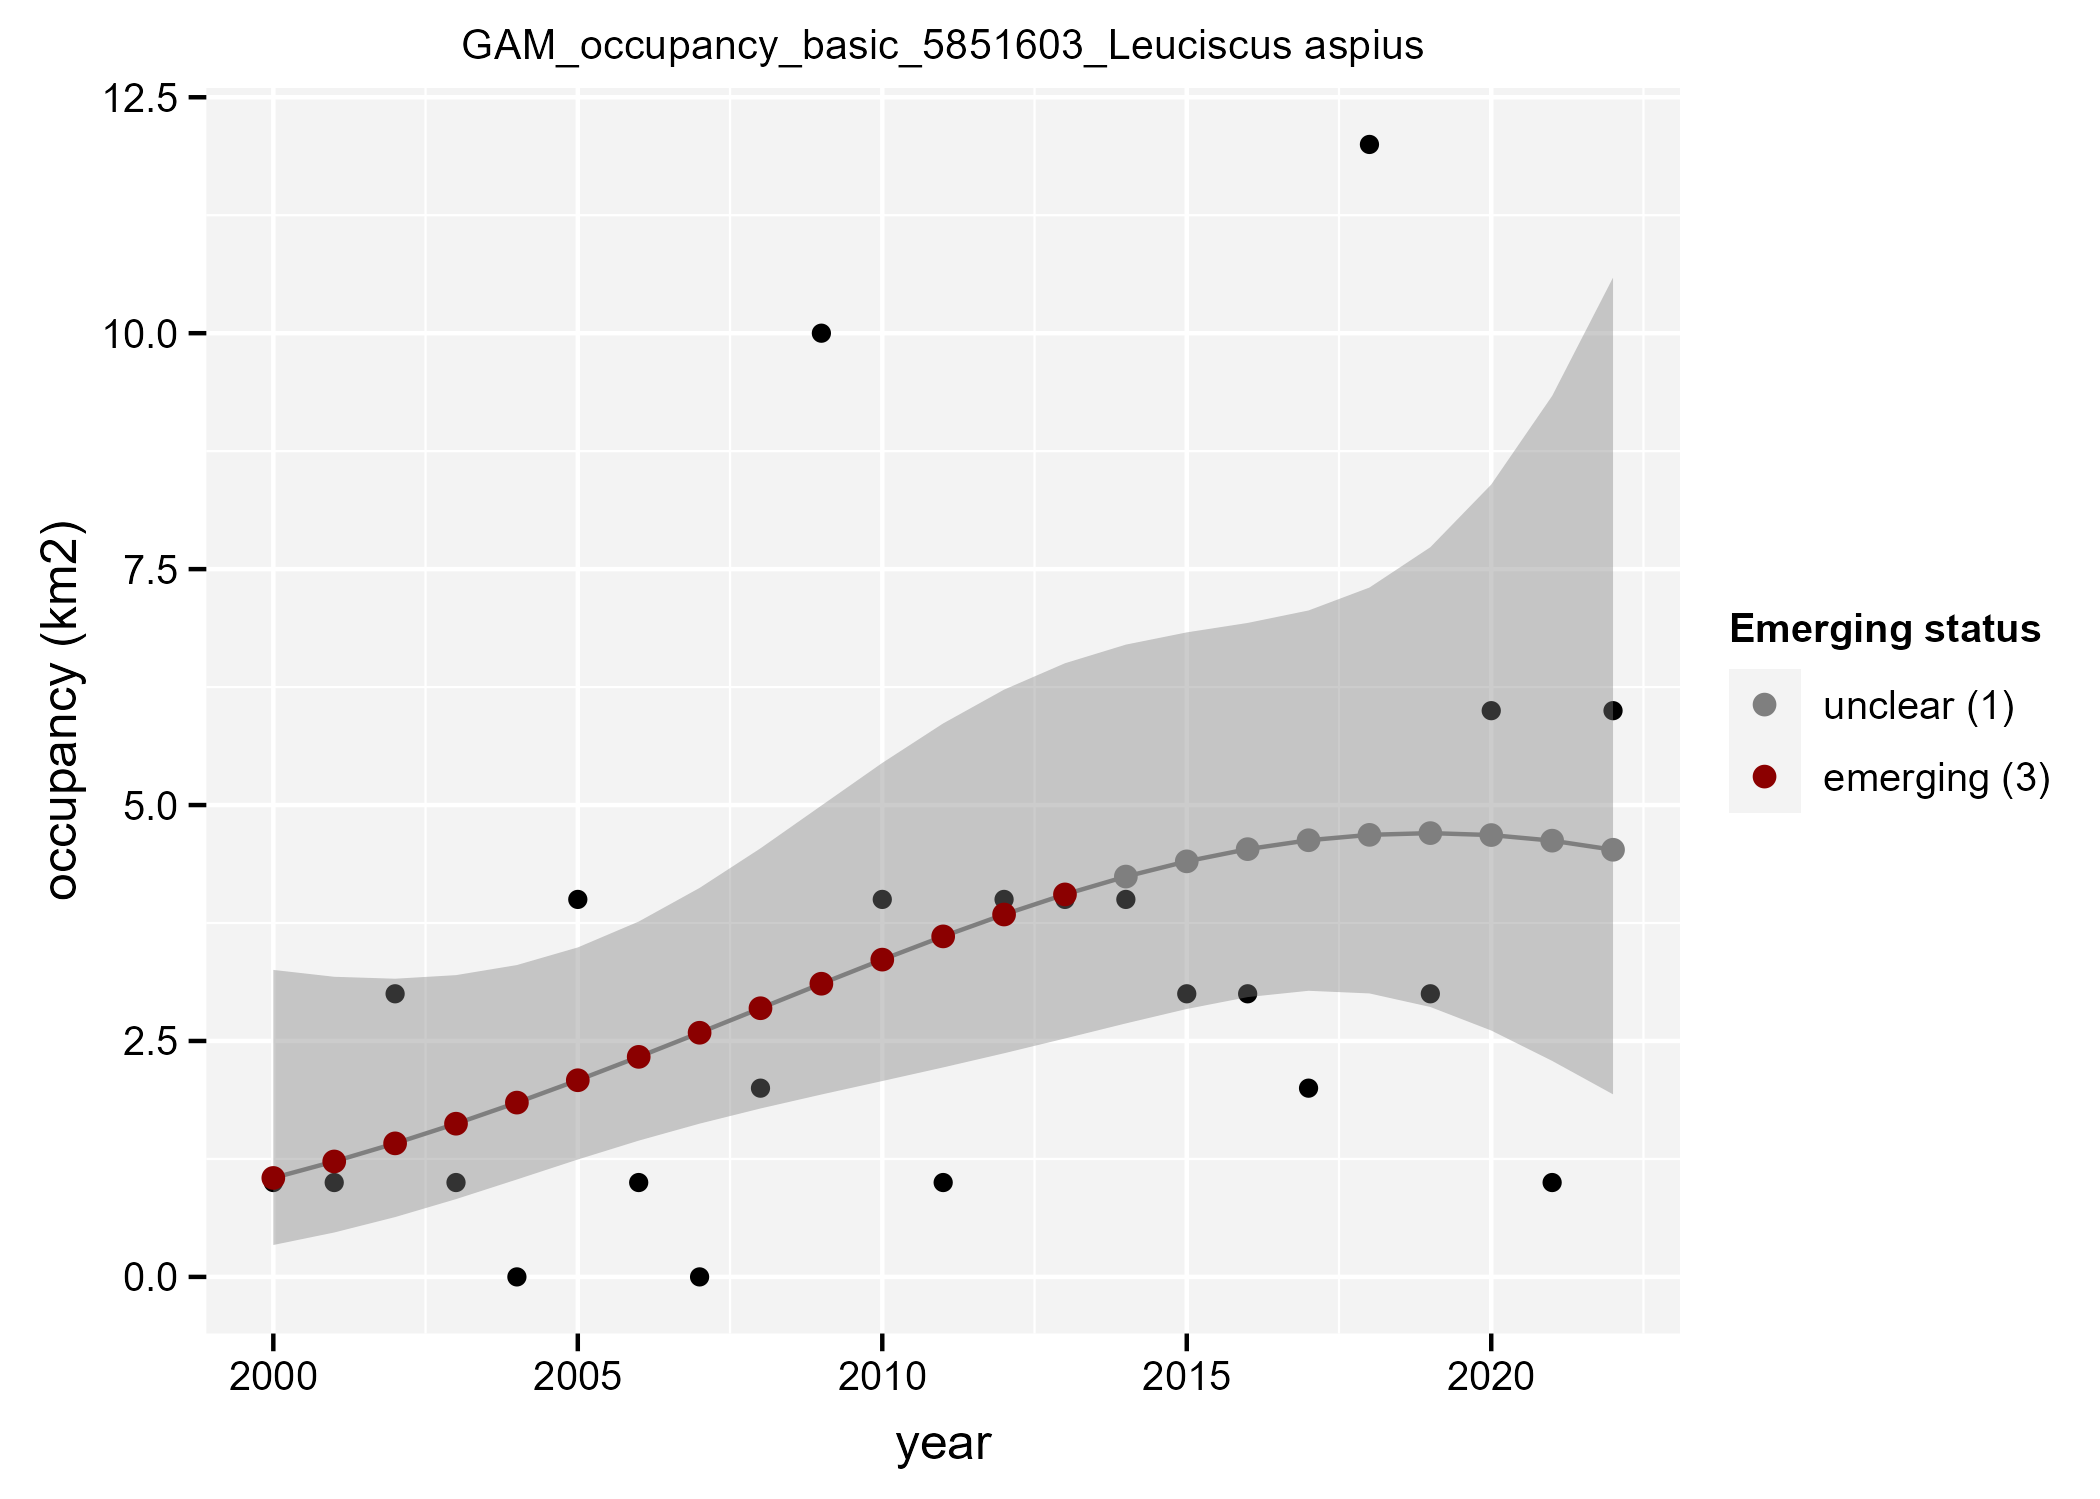 GAM_occupancy_basic_5851603_Leuciscus aspius
12.5
10.0
7.5
5.0
2.5
0.0
occupancy (km2)
2000 2005 2010 2015 2020
year
Emerging status
unclear (1)
emerging (3)